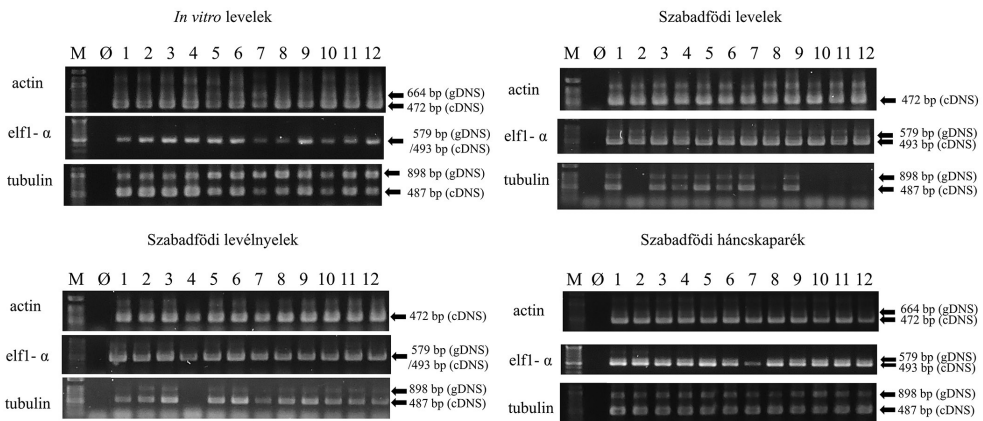 In vitro levelek
M Ø 1 2 3 4 5 6 7 8 9 10 11 12
actin
664 bp (gDNS)
472 bp (cDNS)
elf1- α
579 bp (gDNS)
/493 bp (cDNS)
tubulin
898 bp (gDNS)
487 bp (cDNS)
Szabadfödi levelek
M Ø 1 2 3 4 5 6 7 8 9 10 11 12
actin
472 bp (cDNS)
elf1- α
579 bp (gDNS)
493 bp (cDNS)
tubulin
898 bp (gDNS)
487 bp (cDNS)
Szabadfödi levélnyelek
M Ø 1 2 3 4 5 6 7 8 9 10 11 12
actin
472 bp (cDNS)
elf1- α
579 bp (gDNS)
/493 bp (cDNS)
tubulin
898 bp (gDNS)
487 bp (cDNS)
Szabadfödi háncskaparék
M Ø 1 2 3 4 5 6 7 8 9 10 11 12
actin
664 bp (gDNS)
472 bp (cDNS)
elf1- α
579 bp (gDNS)
493 bp (cDNS)
tubulin
898 bp (gDNS)
487 bp (cDNS)